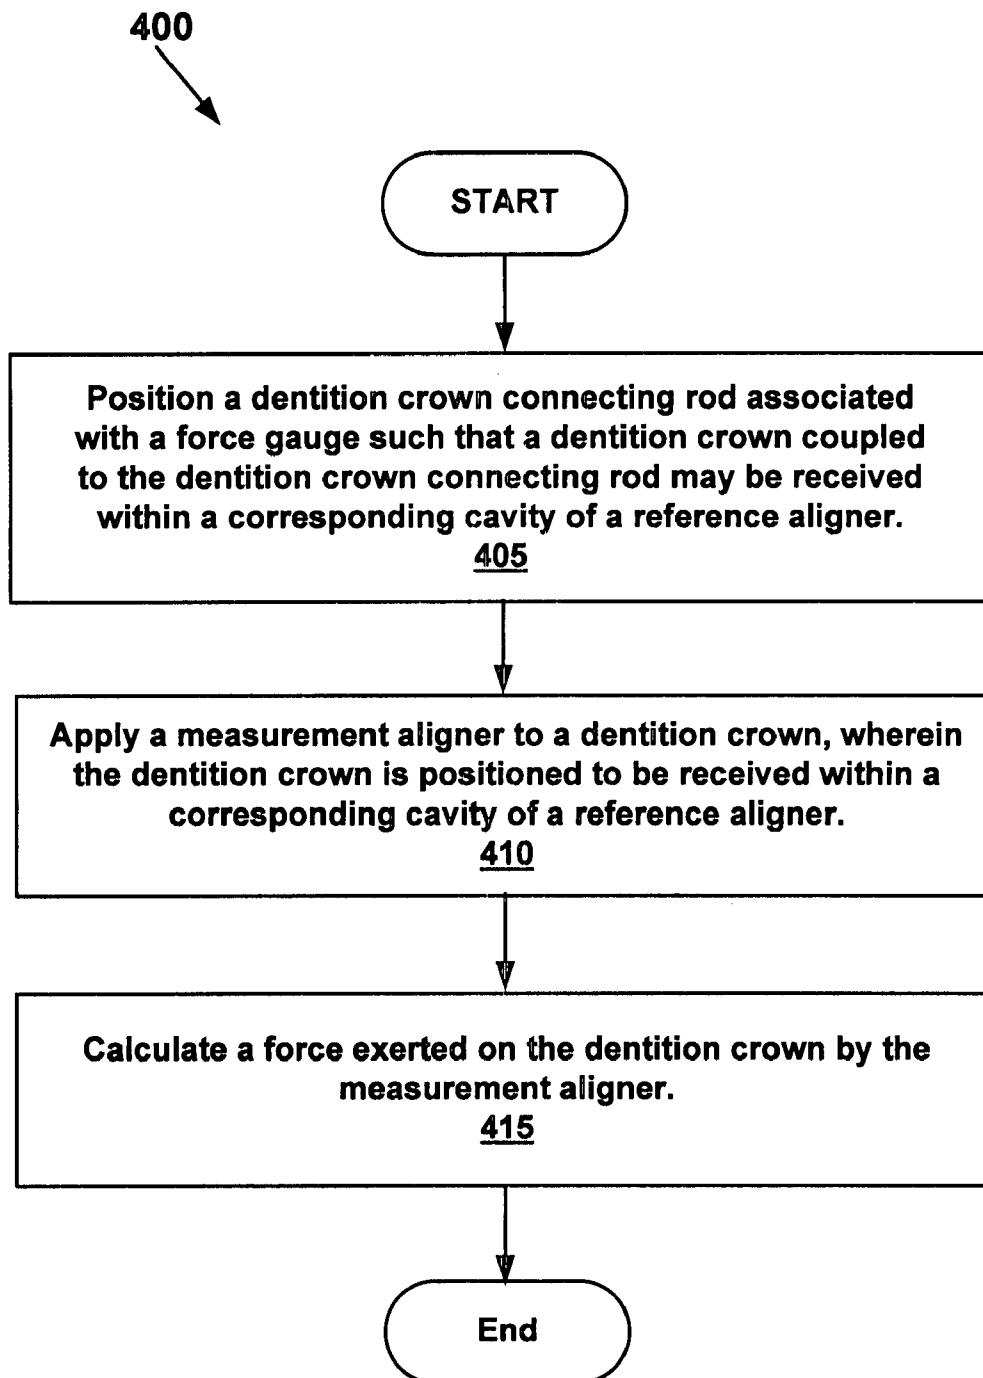 400
START
Position a dentition crown connecting rod associated
with a force gauge such that a dentition crown coupled
to the dentition crown connecting rod may be received
within a corresponding cavity of a reference aligner.
405
Apply a measurement aligner to a dentition crown, wherein
the dentition crown is positioned to be received within a
corresponding cavity of a reference aligner.
410
Calculate a force exerted on the dentition crown by the
measurement aligner.
415
End